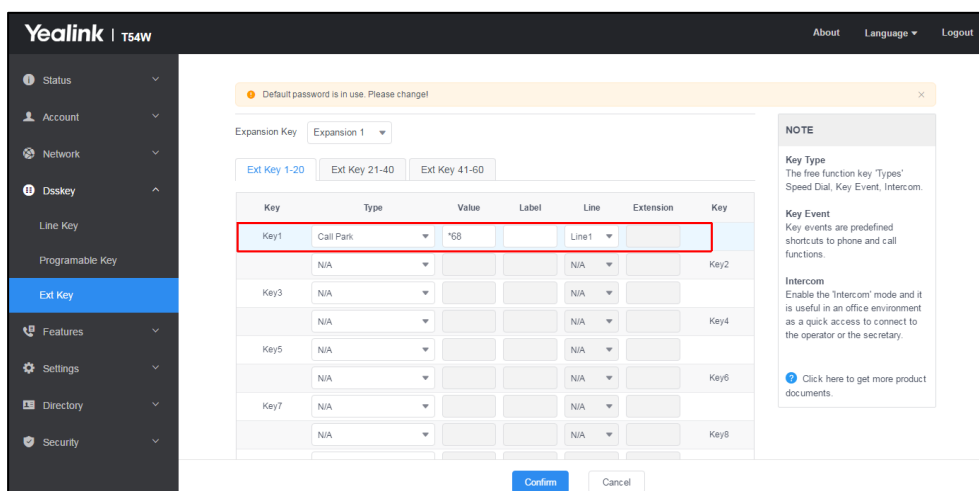 Yealink | T54W
About Language Logout
Status
Account
Network
Dsskey
Line Key
Programable Key
Ext Key
Features
Settings
Directory
Security
Default password is in use. Please change!
Expansion Key Expansion 1
Ext Key 1-20 Ext Key 21-40 Ext Key 41-60
Key Type Value Label Line Extension Key
Key1 Call Park *68 Line1
N/A N/A Key2
Key3 N/A N/A
N/A N/A Key4
Key5 N/A N/A
N/A N/A Key6
Key7 N/A N/A
N/A N/A Key8
Confirm Cancel
NOTE
Key Type
The free function key 'Types'
Speed Dial, Key Event, Intercom.
Key Event
Key events are predefined
shortcuts to phone and call
functions.
Intercom
Enable the 'Intercom' mode and it
is useful in an office environment
as a quick access to connect to
the operator or the secretary.
Click here to get more product
documents.